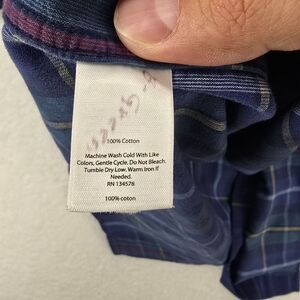 100% Cotton
Machine Wash Cold With Like
Colors, Gentle Cycle. Do Not Bleach.
Tumble Dry Low. Warm Iron If
Needed.
RN 134576
100% coton